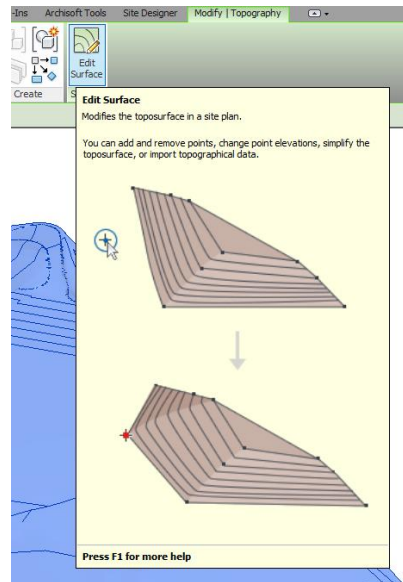 -Ins Archisoft Tools Site Designer Modify | Topography
Edit
Surface
Create
S
Edit Surface
Modifies the toposurface in a site plan.
You can add and remove points, change point elevations, simplify the
toposurface, or import topographical data.
Press F1 for more help